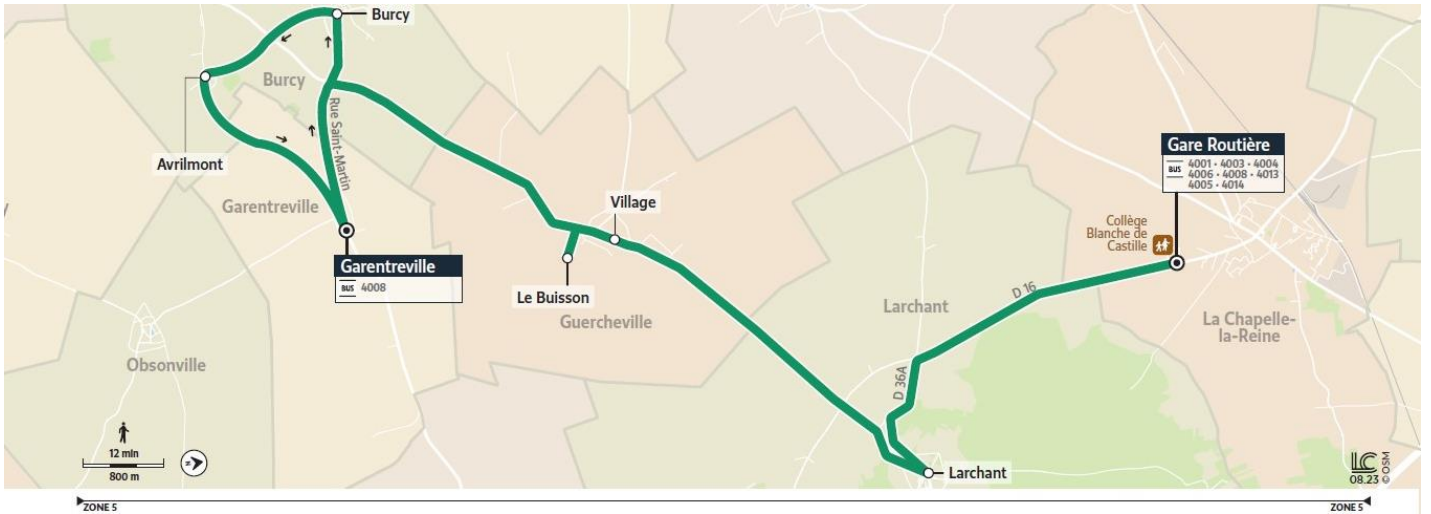 Burcy
Burcy
Rue Saint-Martin
Avrilmont
Garentreville
Garentreville
BUS 4008
Obsonville
Village
Le Buisson
Guercheville
Larchant
D 36A
D 16
Larchant
Gare Routière
BUS
4001 • 4003 • 4004
4006 • 4008 • 4013
4005 • 4014
Collège
Blanche de
Castille
La Chapelle-
la-Reine
12 min
800 m
LC
08.23
©OSM
ZONE 5
ZONE 5